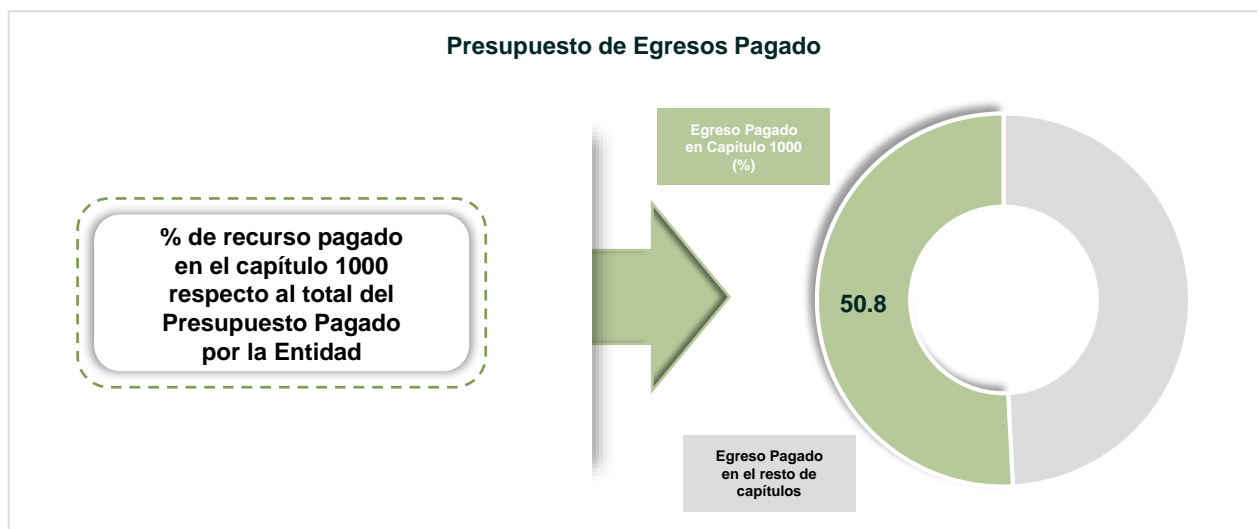 Presupuesto de Egresos Pagado
Egreso Pagado
en Capítulo 1000
(%)
% de recurso pagado
en el capítulo 1000
respecto al total del
Presupuesto Pagado
por la Entidad
50.8
Egreso Pagado
en el resto de
capítulos